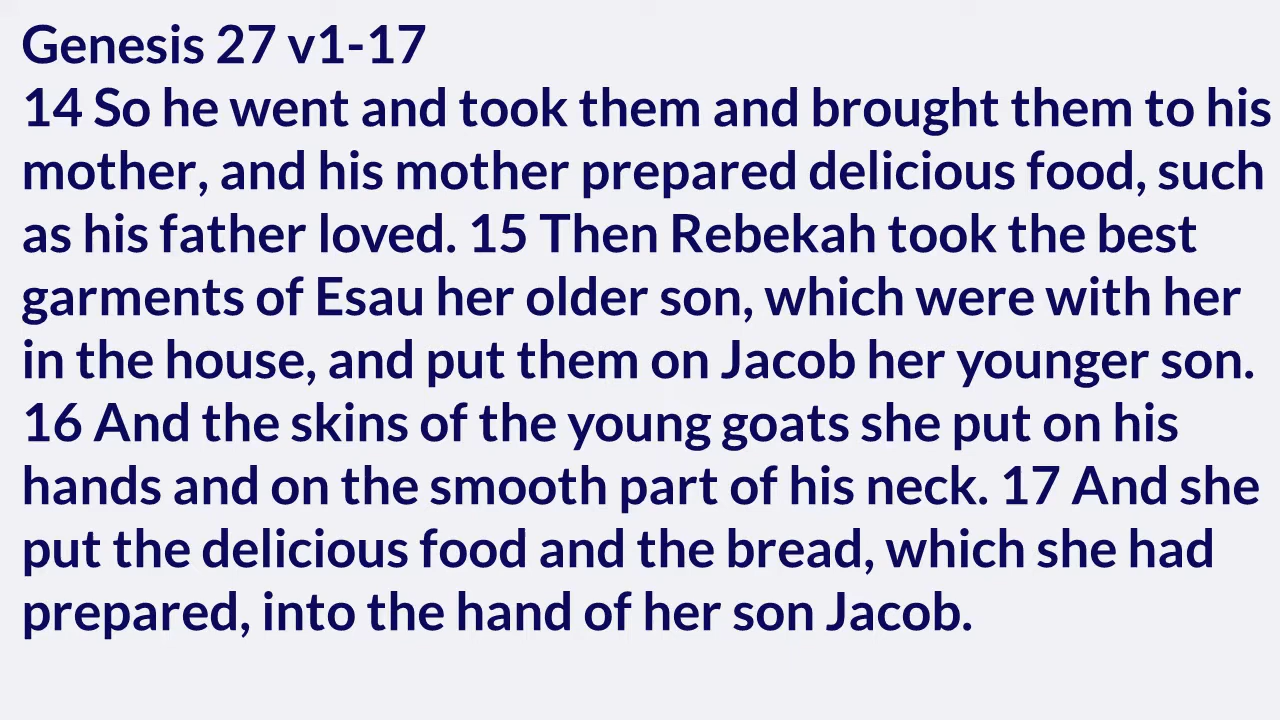 Genesis 27 v1-17
14 So he went and took them and brought them to his
mother, and his mother prepared delicious food, such
as his father loved. 15 Then Rebekah took the best
garments of Esau her older son, which were with her
in the house, and put them on Jacob her younger son.
16 And the skins of the young goats she put on his
hands and on the smooth part of his neck. 17 And she
put the delicious food and the bread, which she had
prepared, into the hand of her son Jacob.